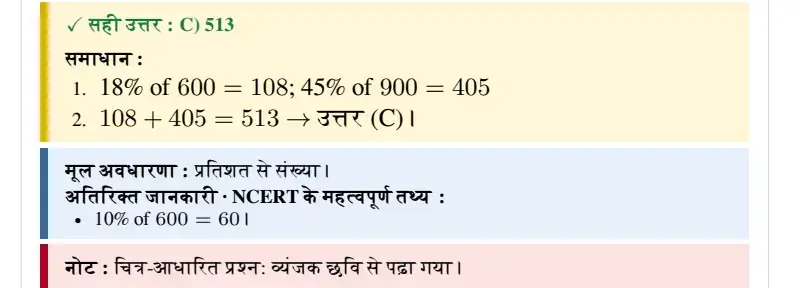 ✓ सही उत्तर : C) 513
समाधान :
1. 18% of 600 = 108; 45% of 900 = 405
2. 108 + 405 = 513 → उत्तर (C)।
मूल अवधारणा : प्रतिशत से संख्या।
अतिरिक्त जानकारी · NCERT के महत्वपूर्ण तथ्य :
• 10% of 600 = 60।
नोट : चित्र-आधारित प्रश्न: व्यंजक छवि से पढ़ा गया।